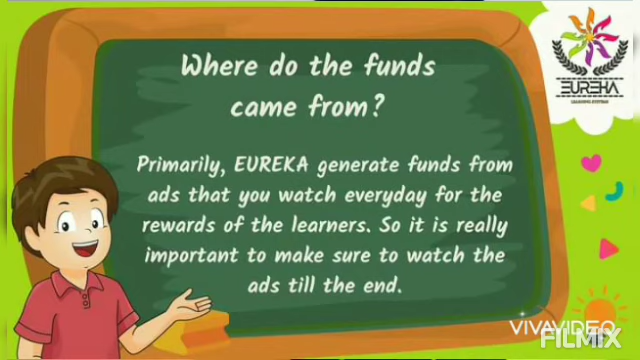 Where do the funds
came from?
EUREKA
LEARNING SYSTEM
Primarily, EUREKA generate funds from
ads that you watch everyday for the
rewards of the learners. So it is really
important to make sure to watch the
ads till the end.
VIVAVIDEO
FILMIX